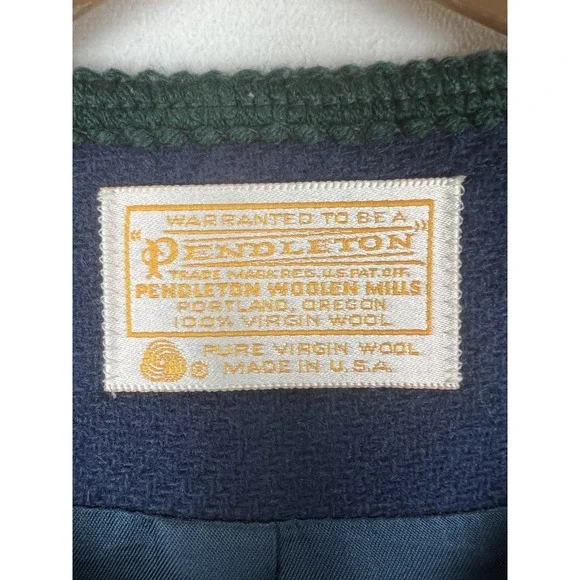 WARRANTED TO BE A
"PENDLETON"
TRADE MARK REG. U.S. PAT. OFF.
PENDLETON WOOLEN MILLS
PORTLAND, OREGON
100% VIRGIN WOOL
PURE VIRGIN WOOL
® MADE IN U.S.A.